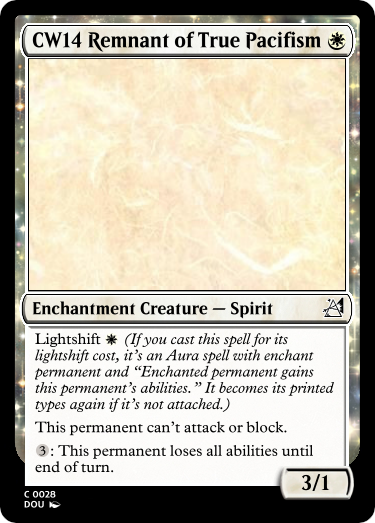 CW14 Remnant of True Pacifism
Enchantment Creature — Spirit
Lightshift (If you cast this spell for its
lightshift cost, it's an Aura spell with enchant
permanent and “Enchanted permanent gains
this permanent's abilities.” It becomes its printed
types again if it's not attached.)
This permanent can't attack or block.
3: This permanent loses all abilities until
end of turn.
3/1
C 0028
DOU